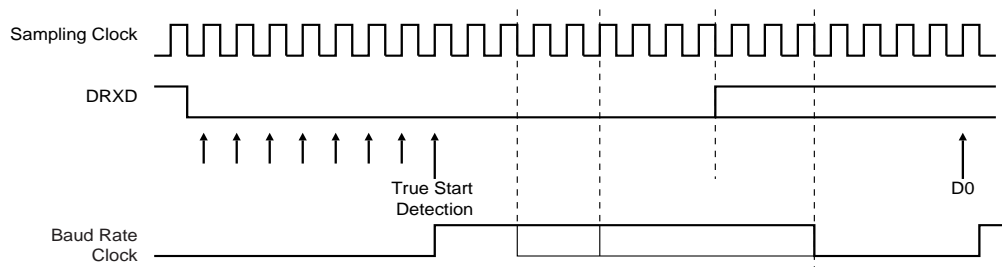 Sampling Clock
DRXD
True Start
Detection
D0
Baud Rate
Clock